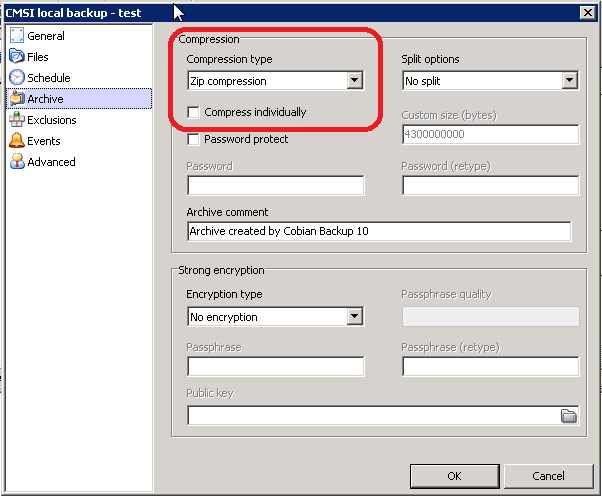 CMSI local backup - test
General
Files
Schedule
Archive
Exclusions
Events
Advanced
Compression
Compression type
Split options
Zip compression
No split
Compress individually
Custom size (bytes)
4300000000
Password protect
Password
Password (retype)
Archive comment
Archive created by Cobian Backup 10
Strong encryption
Encryption type
Passphrase quality
No encryption
Passphrase
Passphrase (retype)
Public key
OK
Cancel